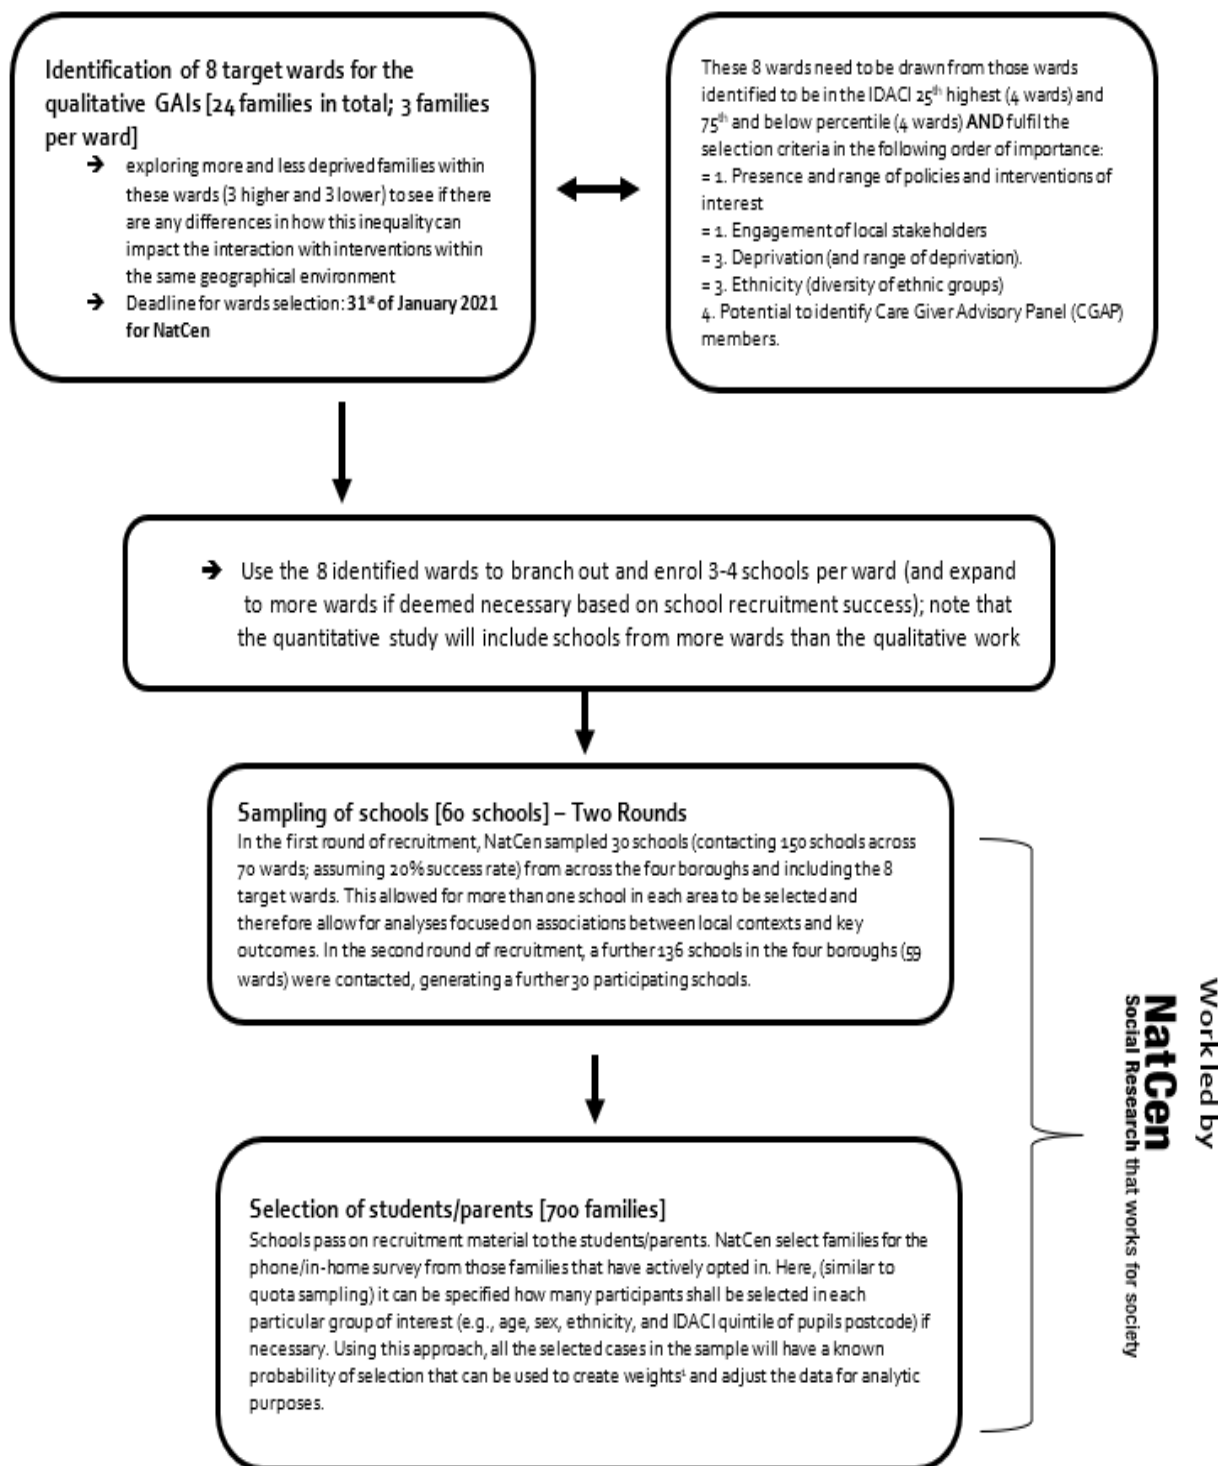 Identification of 8 target wards for the
qualitative GAIs [24 families in total; 3 families
per ward]
➔ exploring more and less deprived families within
these wards (3 higher and 3 lower) to see if there
are any differences in how this inequality can
impact the interaction with interventions within
the same geographical environment
➔ Deadline for wards selection: 31st of January 2021
for NatCen
These 8 wards need to be drawn from those wards
identified to be in the IDACI 25th highest (4 wards) and
75th and below percentile (4 wards) AND fulfil the
selection criteria in the following order of importance:
= 1. Presence and range of policies and interventions of
interest
= 1. Engagement of local stakeholders
= 3. Deprivation (and range of deprivation).
= 3. Ethnicity (diversity of ethnic groups)
4. Potential to identify Care Giver Advisory Panel (CGAP)
members.
➔ Use the 8 identified wards to branch out and enrol 3-4 schools per ward (and expand
to more wards if deemed necessary based on school recruitment success); note that
the quantitative study will include schools from more wards than the qualitative work
Sampling of schools [60 schools] – Two Rounds
In the first round of recruitment, NatCen sampled 30 schools (contacting 150 schools across
70 wards; assuming 20% success rate) from across the four boroughs and including the 8
target wards. This allowed for more than one school in each area to be selected and
therefore allow for analyses focused on associations between local contexts and key
outcomes. In the second round of recruitment, a further 136 schools in the four boroughs (59
wards) were contacted, generating a further 30 participating schools.
Selection of students/parents [700 families]
Schools pass on recruitment material to the students/parents. NatCen select families for the
phone/in-home survey from those families that have actively opted in. Here, (similar to
quota sampling) it can be specified how many participants shall be selected in each
particular group of interest (e.g., age, sex, ethnicity, and IDACI quintile of pupils postcode) if
necessary. Using this approach, all the selected cases in the sample will have a known
probability of selection that can be used to create weights¹ and adjust the data for analytic
purposes.
Work led by
NatCen
Social Research that works for society